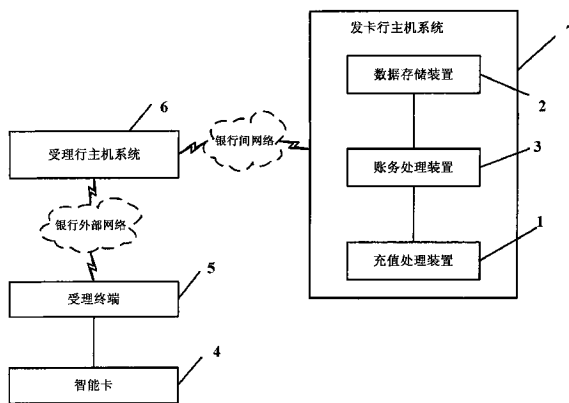 发卡行主机系统
7
数据存储装置
2
6
受理行主机系统
银行间网络
账务处理装置
3
银行外部网络
充值处理装置
1
5
受理终端
4
智能卡